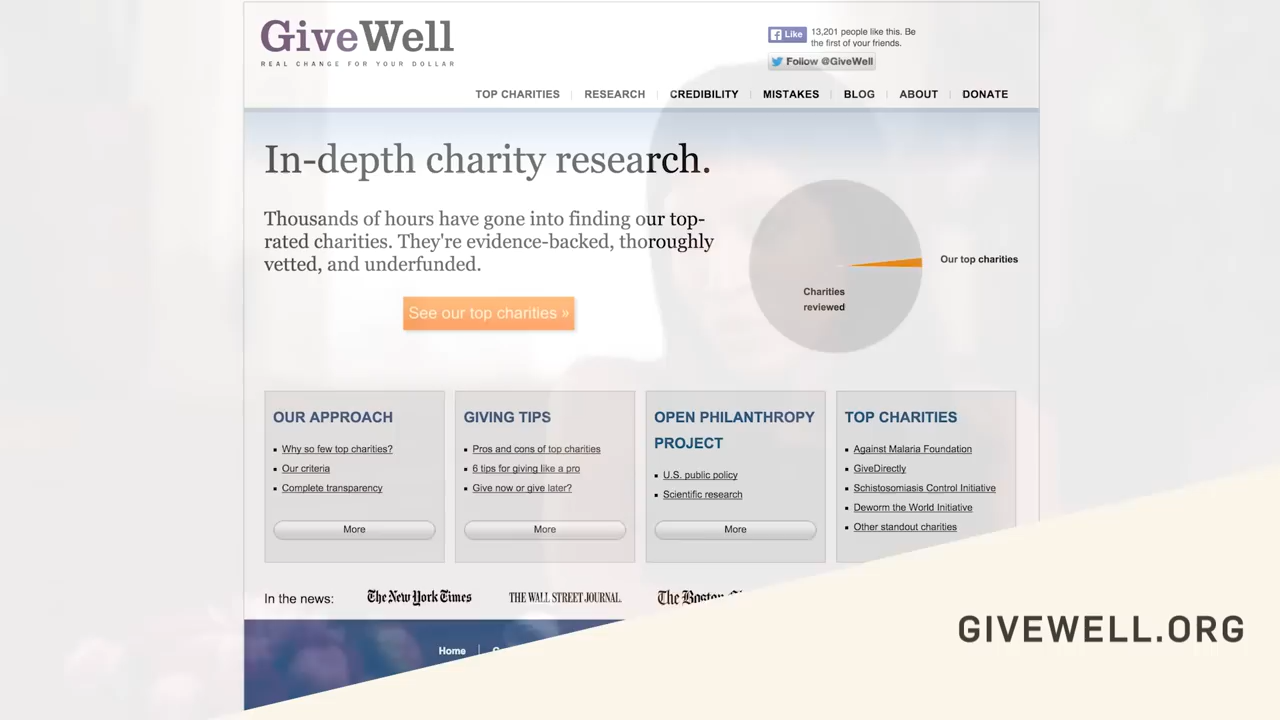 GiveWell
REAL CHANGE FOR YOUR DOLLAR
Like
13,201 people like this. Be
the first of your friends.
Follow @GiveWell
TOP CHARITIES
RESEARCH
CREDIBILITY
MISTAKES
BLOG
ABOUT
DONATE
In-depth charity research.
Thousands of hours have gone into finding our top-
rated charities. They're evidence-backed, thoroughly
vetted, and underfunded.
See our top charities »
Our top charities
Charities
reviewed
OUR APPROACH
Why so few top charities?
Our criteria
Complete transparency
More
GIVING TIPS
Pros and cons of top charities
6 tips for giving like a pro
Give now or give later?
More
OPEN PHILANTHROPY
PROJECT
U.S. public policy
Scientific research
More
TOP CHARITIES
Against Malaria Foundation
GiveDirectly
Schistosomiasis Control Initiative
Deworm the World Initiative
Other standout charities
In the news:
The New York Times
THE WALL STREET JOURNAL.
The Boston
Home
GIVEWELL.ORG